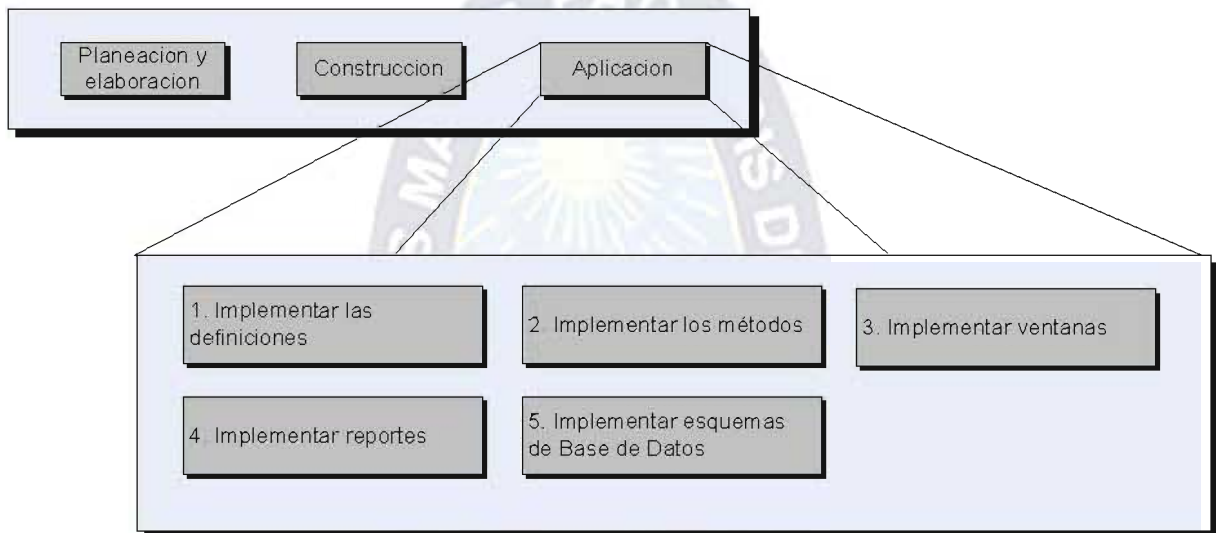 Planeacion y
elaboracion
Construccion
Aplicacion
1. Implementar las
definiciones
2. Implementar los métodos
3. Implementar ventanas
4. Implementar reportes
5. Implementar esquemas
de Base de Datos